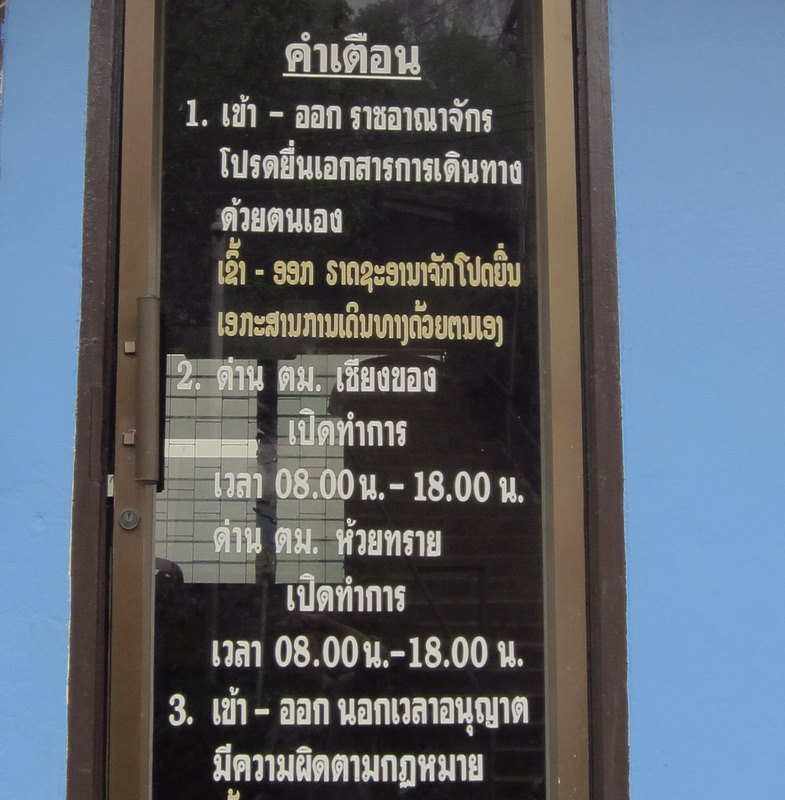 คำเตือน
1. เข้า - ออก ราชอาณาจักร
โปรดยื่นเอกสารการเดินทาง
ด้วยตนเอง
ເຂົ້າ - ອອກ ຣາດຊະອານາຈັກໂປດຍື່ນ
ເອກະສານການເດີນທາງດ້ວຍຕົນເອງ
2. ด่าน ตม. เชียงของ
เปิดทำการ
เวลา 08.00 น. - 18.00 น.
ด่าน ตม. ห้วยทราย
เปิดทำการ
เวลา 08.00 น.-18.00 น.
3. เข้า - ออก นอกเวลาอนุญาต
มีความผิดตามกฎหมาย